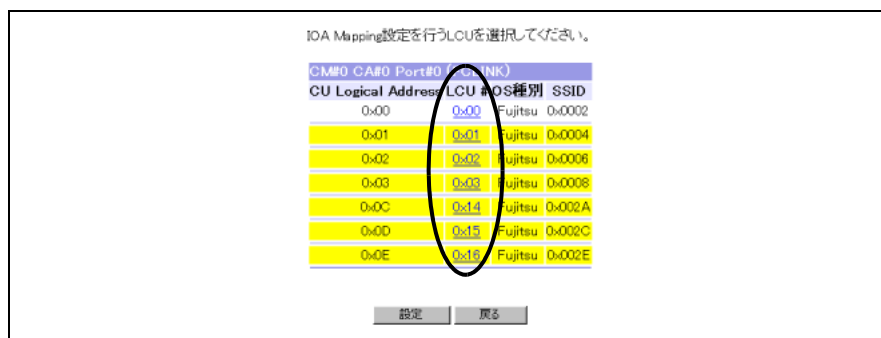 IOA Mapping設定を行うLCUを選択してください。
CM#0 CA#0 Port#0 (FCLINK)
CU Logical Address LCU # OS種別 SSID
0x00 0x00 Fujitsu 0x0002
0x01 0x01 Fujitsu 0x0004
0x02 0x02 Fujitsu 0x0006
0x03 0x03 Fujitsu 0x0008
0x0C 0x14 Fujitsu 0x002A
0x0D 0x15 Fujitsu 0x002C
0x0E 0x16 Fujitsu 0x002E
設定 戻る